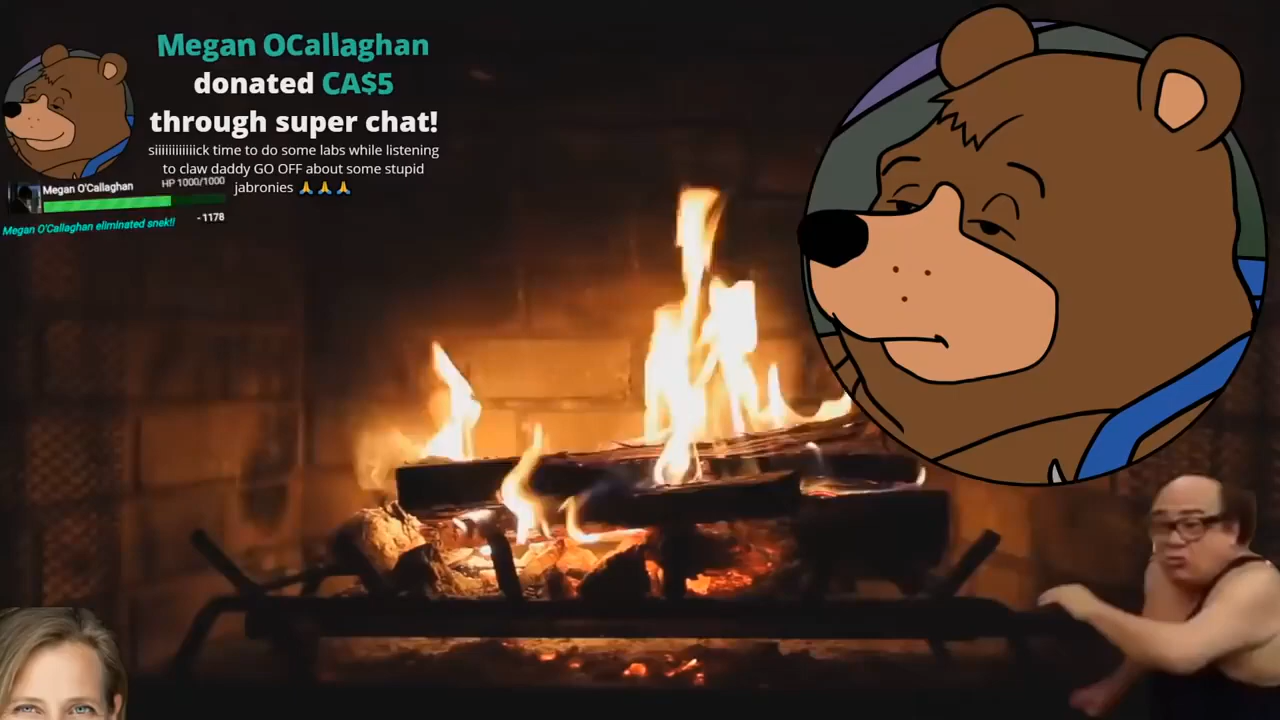 Megan OCallaghan
donated CA$5
through super chat!
siiiiiiiiiiiick time to do some labs while listening
to claw daddy GO OFF about some stupid
jabronies 🙏🙏🙏
Megan O'Callaghan HP 1000/1000
-1178
Megan O'Callaghan eliminated snek!!